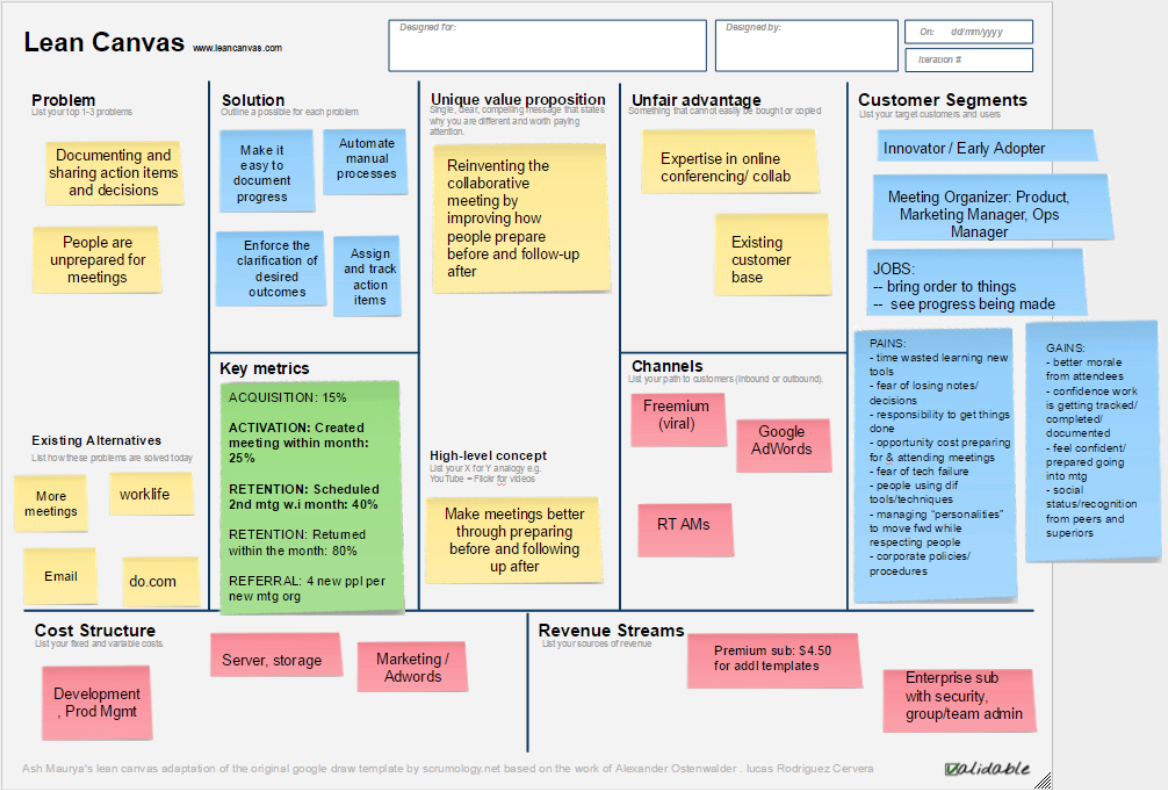 Lean Canvas www.leancanvas.com
Designed for:
Designed by:
On: dd/mm/yyyy
Iteration #
Problem
List your top 1-3 problems
Documenting and
sharing action items
and decisions
People are
unprepared for
meetings
Existing Alternatives
List how these problems are solved today
More
meetings
worklife
Email
do.com
Solution
Outline a possible for each problem
Make it
easy to
document
progress
Automate
manual
processes
Enforce the
clarification of
desired
outcomes
Assign
and track
action
items
Key metrics
ACQUISITION: 15%
ACTIVATION: Created
meeting within month:
25%
RETENTION: Scheduled
2nd mtg w.i month: 40%
RETENTION: Returned
within the month: 80%
REFERRAL: 4 new ppl per
new mtg org
Unique value proposition
Single, clear, compelling message that states
why you are different and worth paying
attention.
Reinventing the
collaborative
meeting by
improving how
people prepare
before and follow-up
after
High-level concept
List your X for Y analogy e.g.
YouTube = Flickr for videos
Make meetings better
through preparing
before and following
up after
Unfair advantage
Something that cannot easily be bought or copied
Expertise in online
conferencing/ collab
Existing
customer
base
Channels
List your path to customers (inbound or outbound).
Freemium
(viral)
Google
AdWords
RT AMs
Customer Segments
List your target customers and users
Innovator / Early Adopter
Meeting Organizer: Product,
Marketing Manager, Ops
Manager
JOBS:
-- bring order to things
-- see progress being made
PAINS:
- time wasted learning new
tools
- fear of losing notes/
decisions
- responsibility to get things
done
- opportunity cost preparing
for & attending meetings
- fear of tech failure
- people using dif
tools/techniques
- managing "personalities"
to move fwd while
respecting people
- corporate policies/
procedures
GAINS:
- better morale
from attendees
- confidence work
is getting tracked/
completed/
documented
- feel confident/
prepared going
into mtg
- social
status/recognition
from peers and
superiors
Cost Structure
List your fixed and variable costs.
Development
, Prod Mgmt
Server, storage
Marketing /
Adwords
Revenue Streams
List your sources of revenue
Premium sub: $4.50
for addl templates
Enterprise sub
with security,
group/team admin
Ash Maurya's lean canvas adaptation of the original google draw template by scrumology.net based on the work of Alexander Ostenwalder . lucas Rodriguez Cervera
Validable